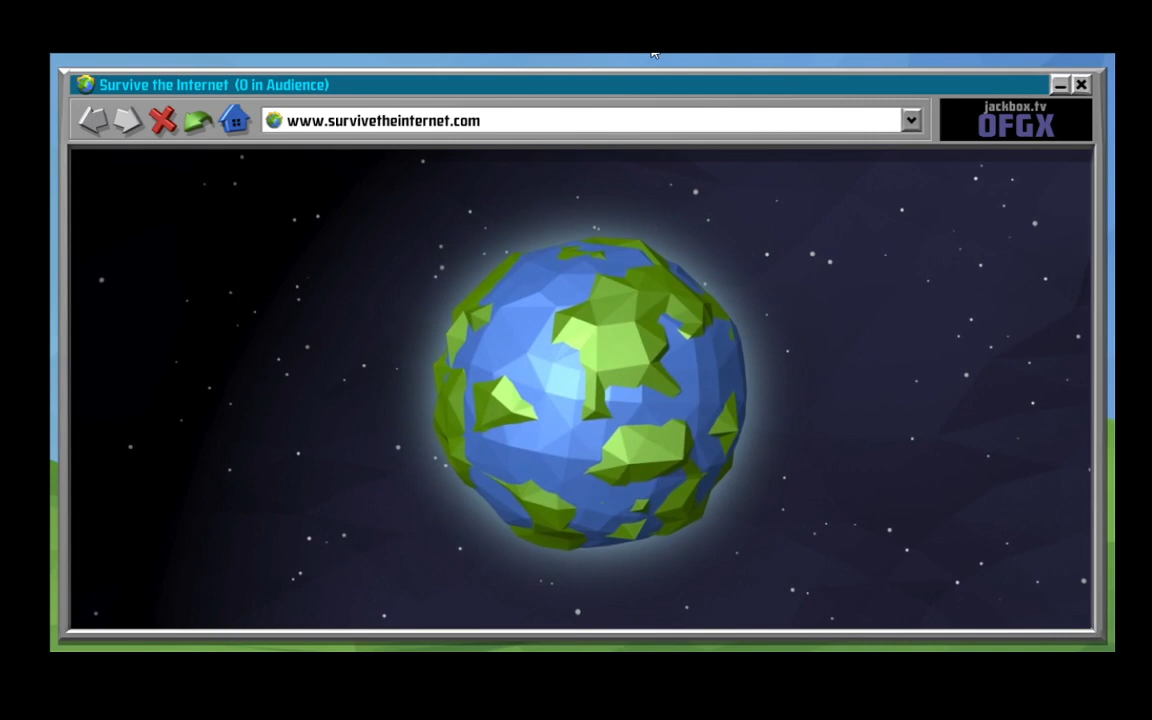 Survive the Internet (0 in Audience)
www.survivetheinternet.com
jackbox.tv
OFGX